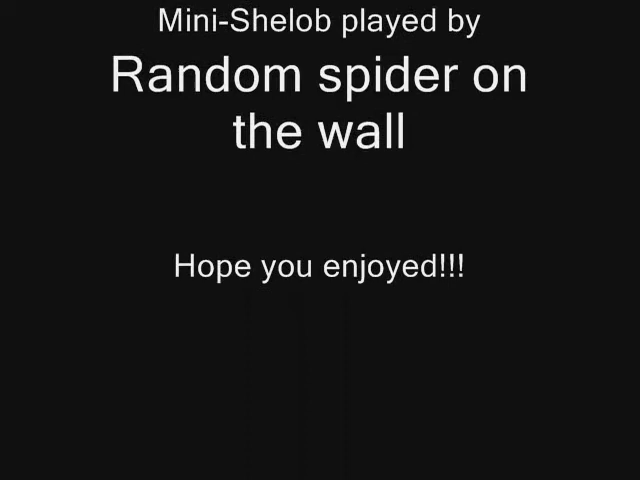 Mini-Shelob played by
Random spider on
the wall
Hope you enjoyed!!!